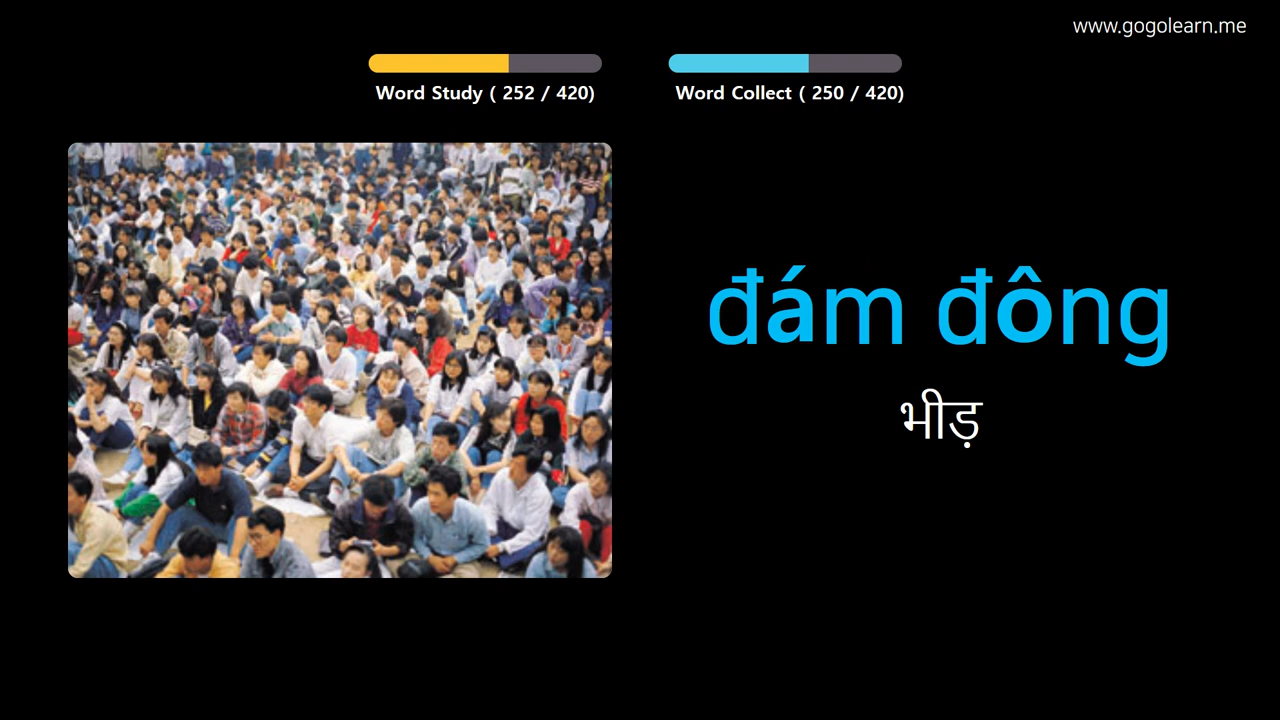 www.gogolearn.me
Word Study ( 252 / 420)
Word Collect ( 250 / 420)
đám đông
भीड़